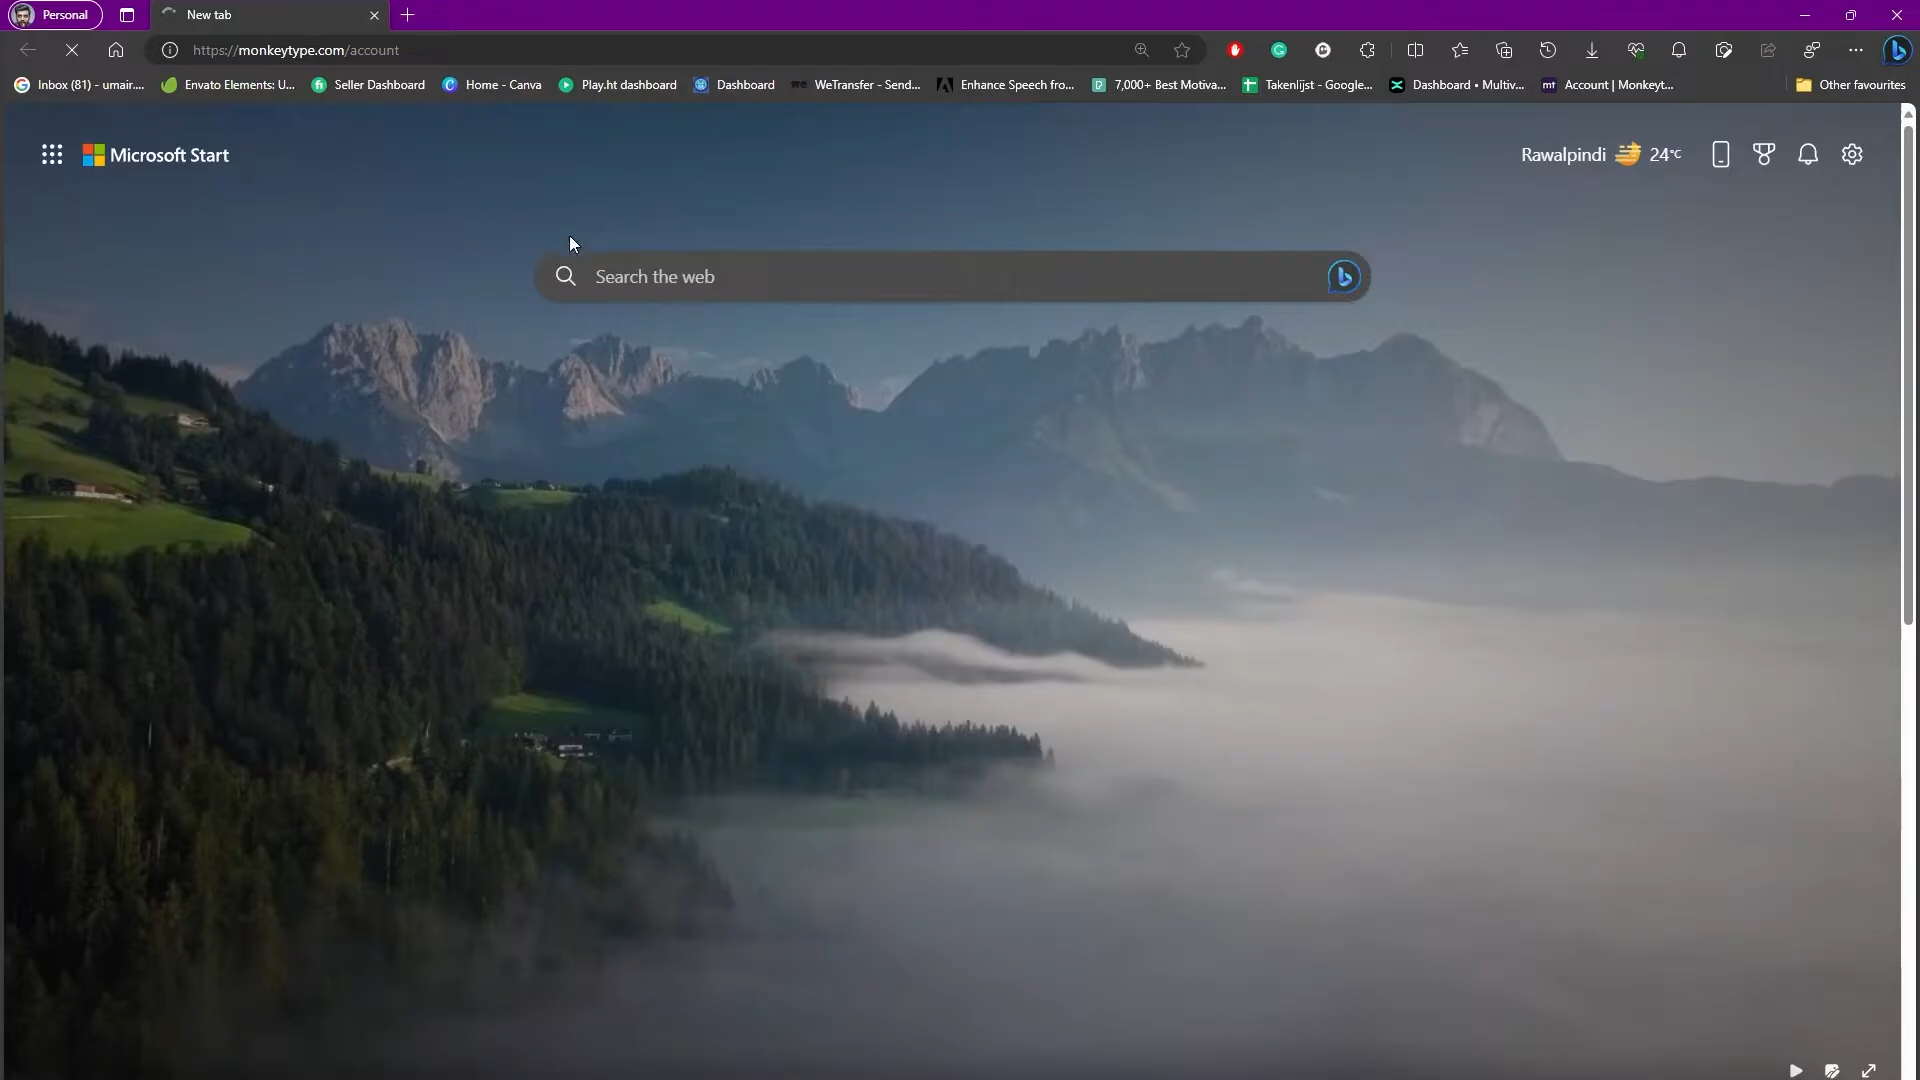 Personal
New tab
https://monkeytype.com/account
Inbox (81) - umair....
Envato Elements: U...
Seller Dashboard
Home - Canva
Play.ht dashboard
Dashboard
WeTransfer - Send...
Enhance Speech fro...
7,000+ Best Motiva...
Takenlijst - Google...
Dashboard • Multiv...
mt
Account | Monkeyt...
Other favourites
Microsoft Start
Rawalpindi
24°C
Search the web